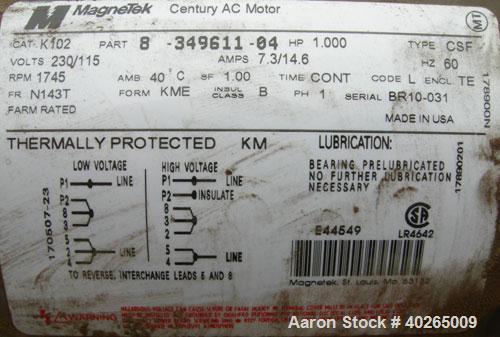 MAGNETEK Century AC Motor
MT
CAT. K102 PART 8 -349611-04 HP 1.000 TYPE CSF
VOLTS 230/115 AMPS 7.3/14.6 HZ 60
RPM 1745 AMB 40°C SF 1.00 TIME CONT CODE L ENCL TE
FR N143T FORM KME INSUL CLASS B PH 1 SERIAL BR10-031
FARM RATED MADE IN USA
THERMALLY PROTECTED KM LUBRICATION:
LOW VOLTAGE HIGH VOLTAGE BEARING PRELUBRICATED
NO FURTHER LUBRICATION
NECESSARY
P1 LINE P1 LINE
P2 P2 INSULATE
8 8
3 3
5 5
2 LINE 2
4 4 LINE
TO REVERSE, INTERCHANGE LEADS 5 AND 8
170507-23
17890201
E44549
SA
LR4642
Magnetek, St. Louis, Mo. 63132
WARNING
Aaron Stock # 40265009